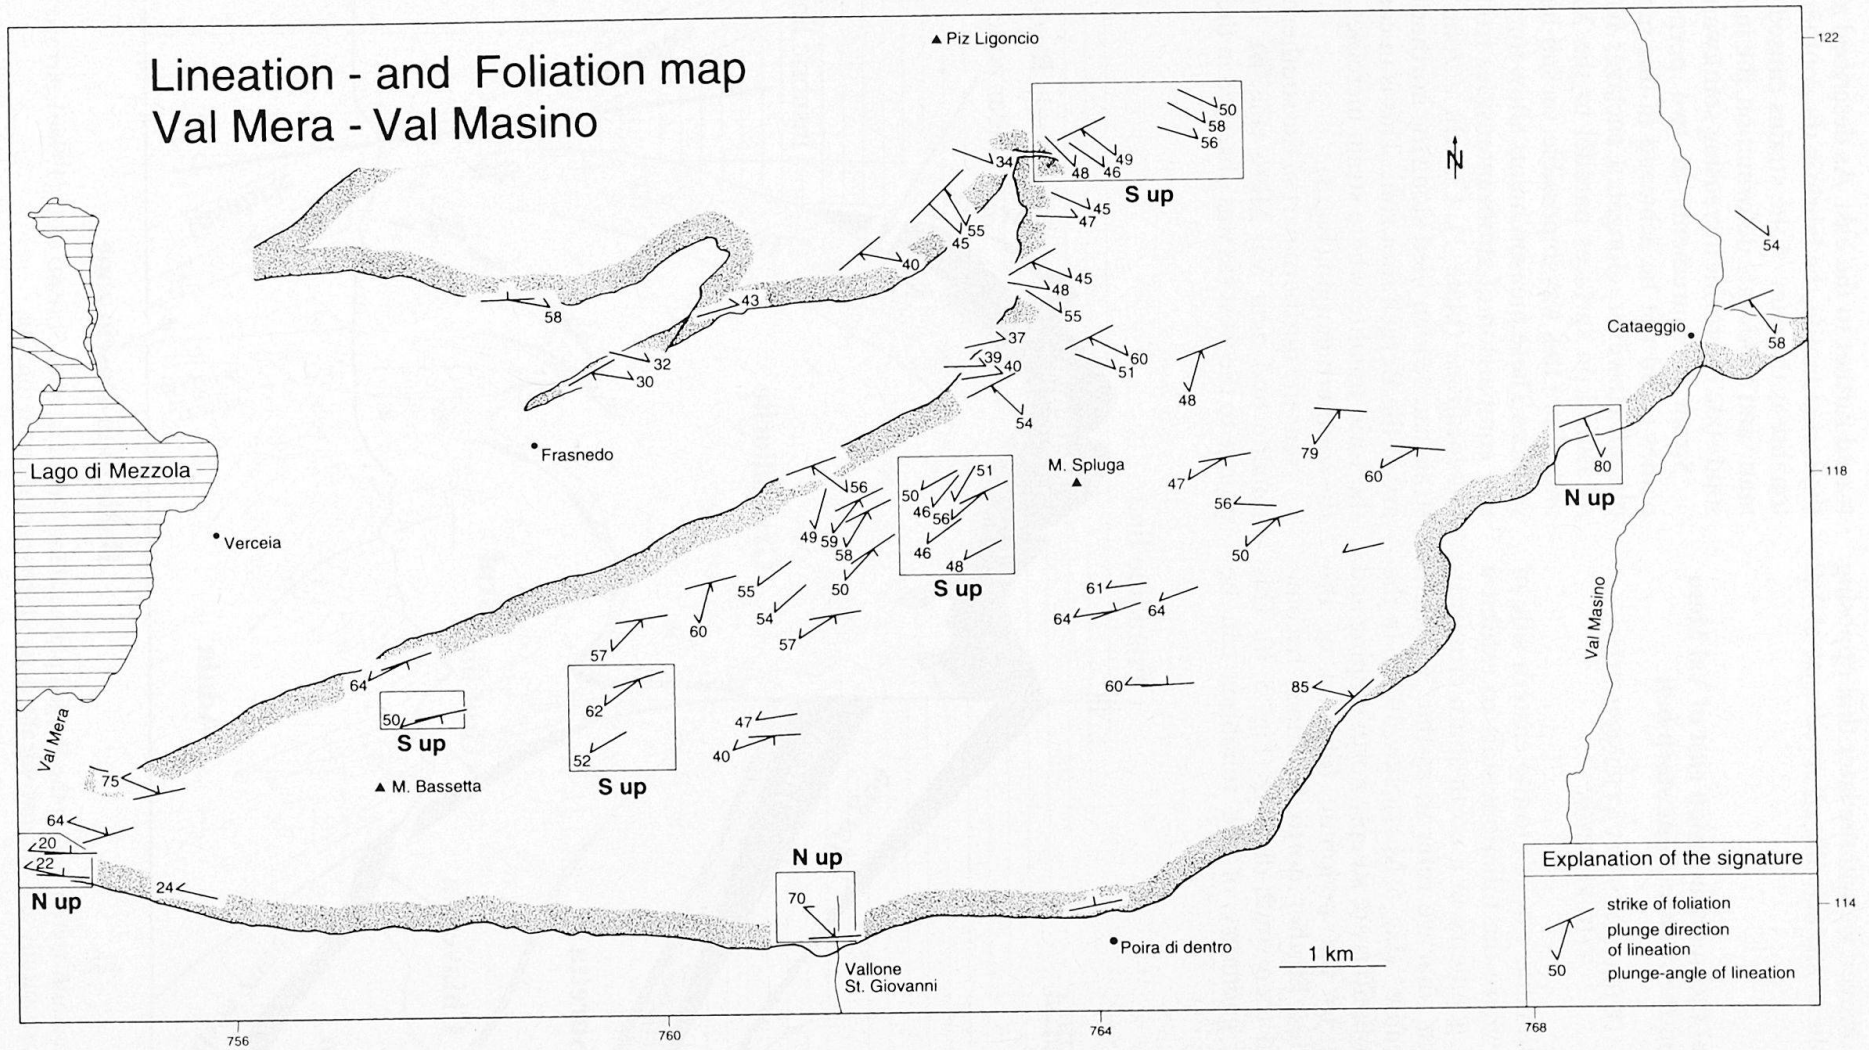 Lineation - and Foliation map
Val Mera - Val Masino
Piz Ligoncio
122
50
58
56
49
46
48
S up
34
N
45
47
55
45
40
45
48
55
54
58
43
58
Cataeggio
58
37
39
40
60
51
48
32
30
54
79
60
80
N up
Frasnedo
M. Spluga
118
Lago di Mezzola
47
56
50
56
49
59
58
50
51
50
46
56
46
48
S up
Verceia
55
54
60
57
57
61
64
64
Val Masino
64
50
S up
62
52
S up
47
40
60
85
Val Mera
75
M. Bassetta
64
20
22
N up
24
N up
70
Vallone
St. Giovanni
Poira di dentro
1 km
Explanation of the signature
strike of foliation
plunge direction
of lineation
50
plunge-angle of lineation
114
756
760
764
768